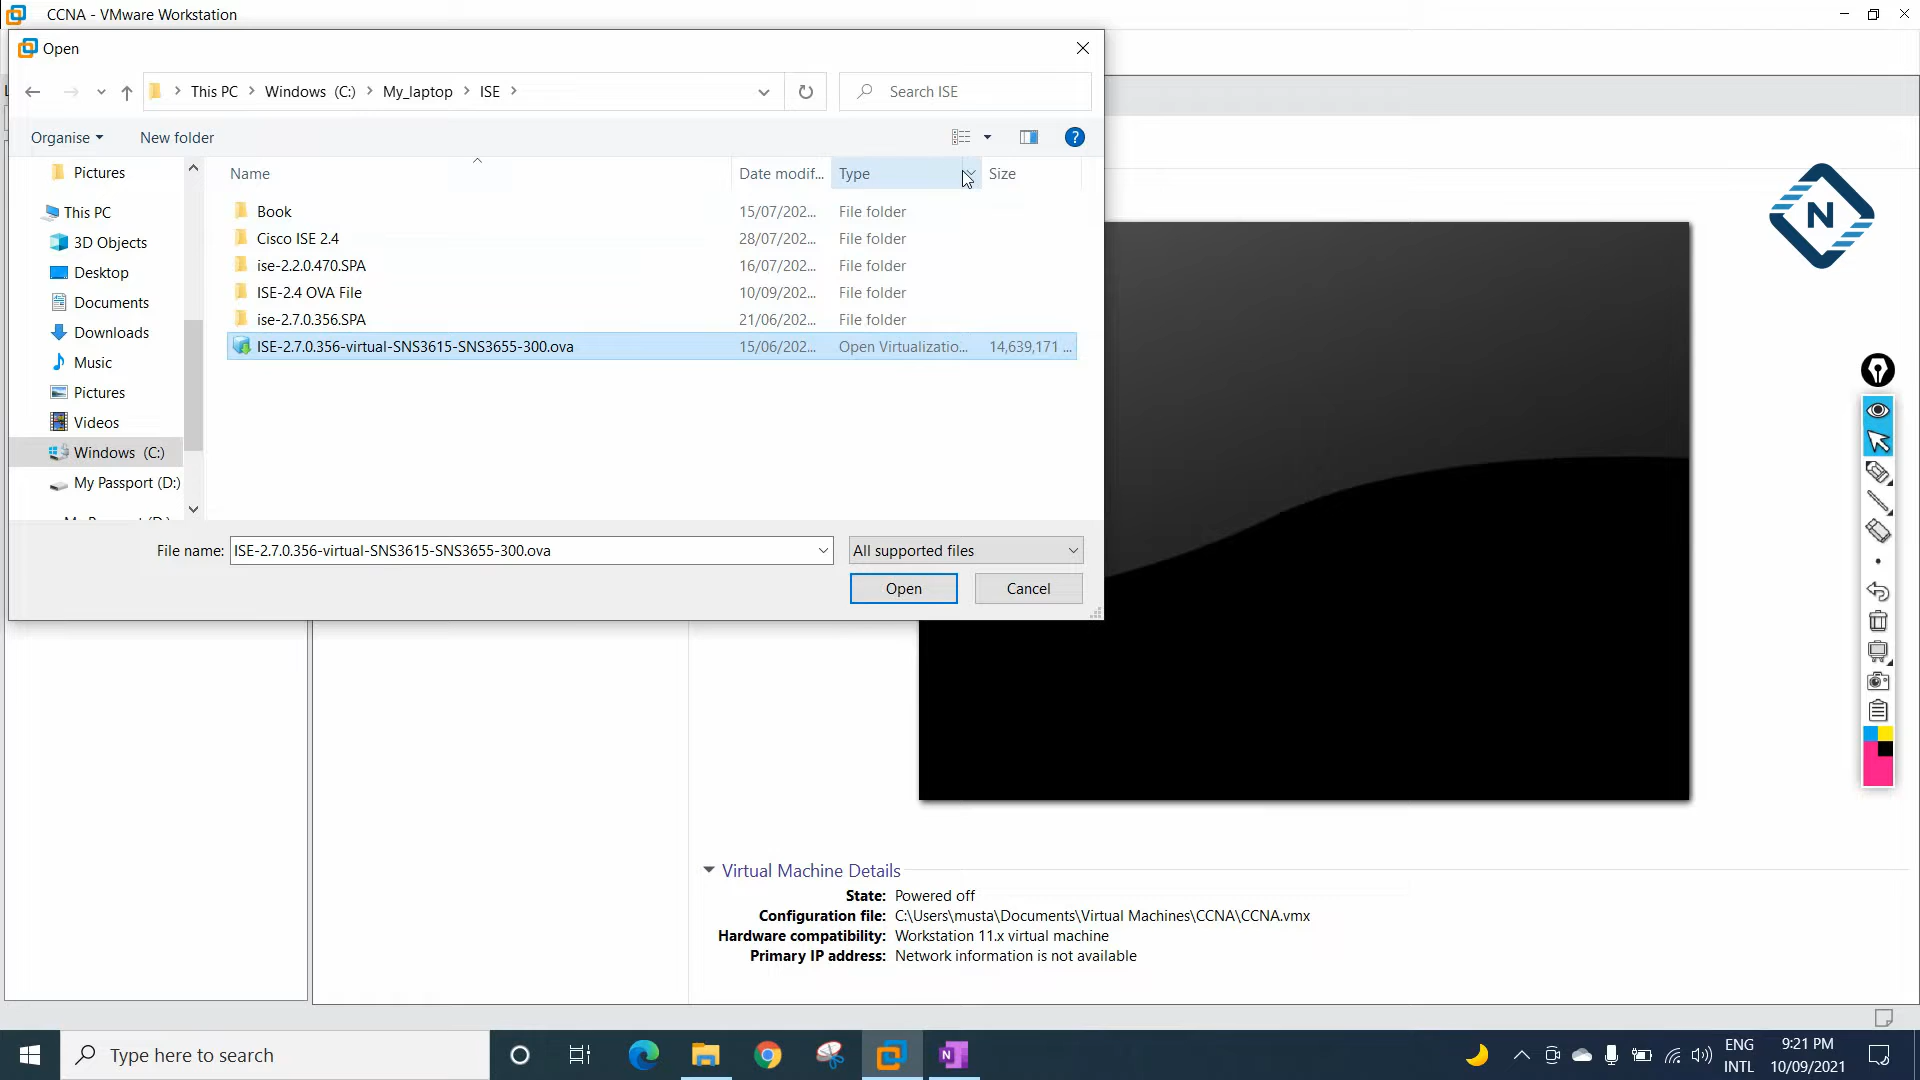 CCNA - VMware Workstation
Open
This PC
Windows (C:)
My_laptop
ISE
Search ISE
Organise
New folder
Name
Date modif...
Type
Size
Book
15/07/202...
File folder
Cisco ISE 2.4
28/07/202...
File folder
ise-2.2.0.470.SPA
16/07/202...
File folder
ISE-2.4 OVA File
10/09/202...
File folder
ise-2.7.0.356.SPA
21/06/202...
File folder
ISE-2.7.0.356-virtual-SNS3615-SNS3655-300.ova
15/06/202...
Open Virtualizatio...
14,639,171 ...
Pictures
This PC
3D Objects
Desktop
Documents
Downloads
Music
Pictures
Videos
Windows (C:)
My Passport (D:)
File name:
ISE-2.7.0.356-virtual-SNS3615-SNS3655-300.ova
All supported files
Open
Cancel
N
Virtual Machine Details
State: Powered off
Configuration file: C:\Users\musta\Documents\Virtual Machines\CCNA\CCNA.vmx
Hardware compatibility: Workstation 11.x virtual machine
Primary IP address: Network information is not available
Type here to search
N
ENG
INTL
9:21 PM
10/09/2021